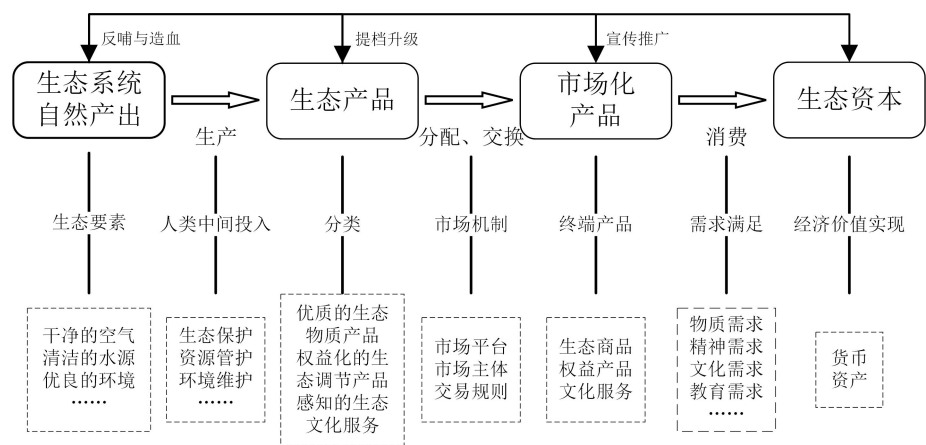 反哺与造血
提档升级
宣传推广
生态系统
自然产出
生态产品
市场化
产品
生态资本
生产
分配、交换
消费
生态要素
人类中间投入
分类
市场机制
终端产品
需求满足
经济价值实现
干净的空气
清洁的水源
优良的环境
……
生态保护
资源管护
环境维护
……
优质的生态
物质产品
权益化的生
态调节产品
感知的生态
文化服务
市场平台
市场主体
交易规则
生态商品
权益产品
文化服务
物质需求
精神需求
文化需求
教育需求
……
货币
资产